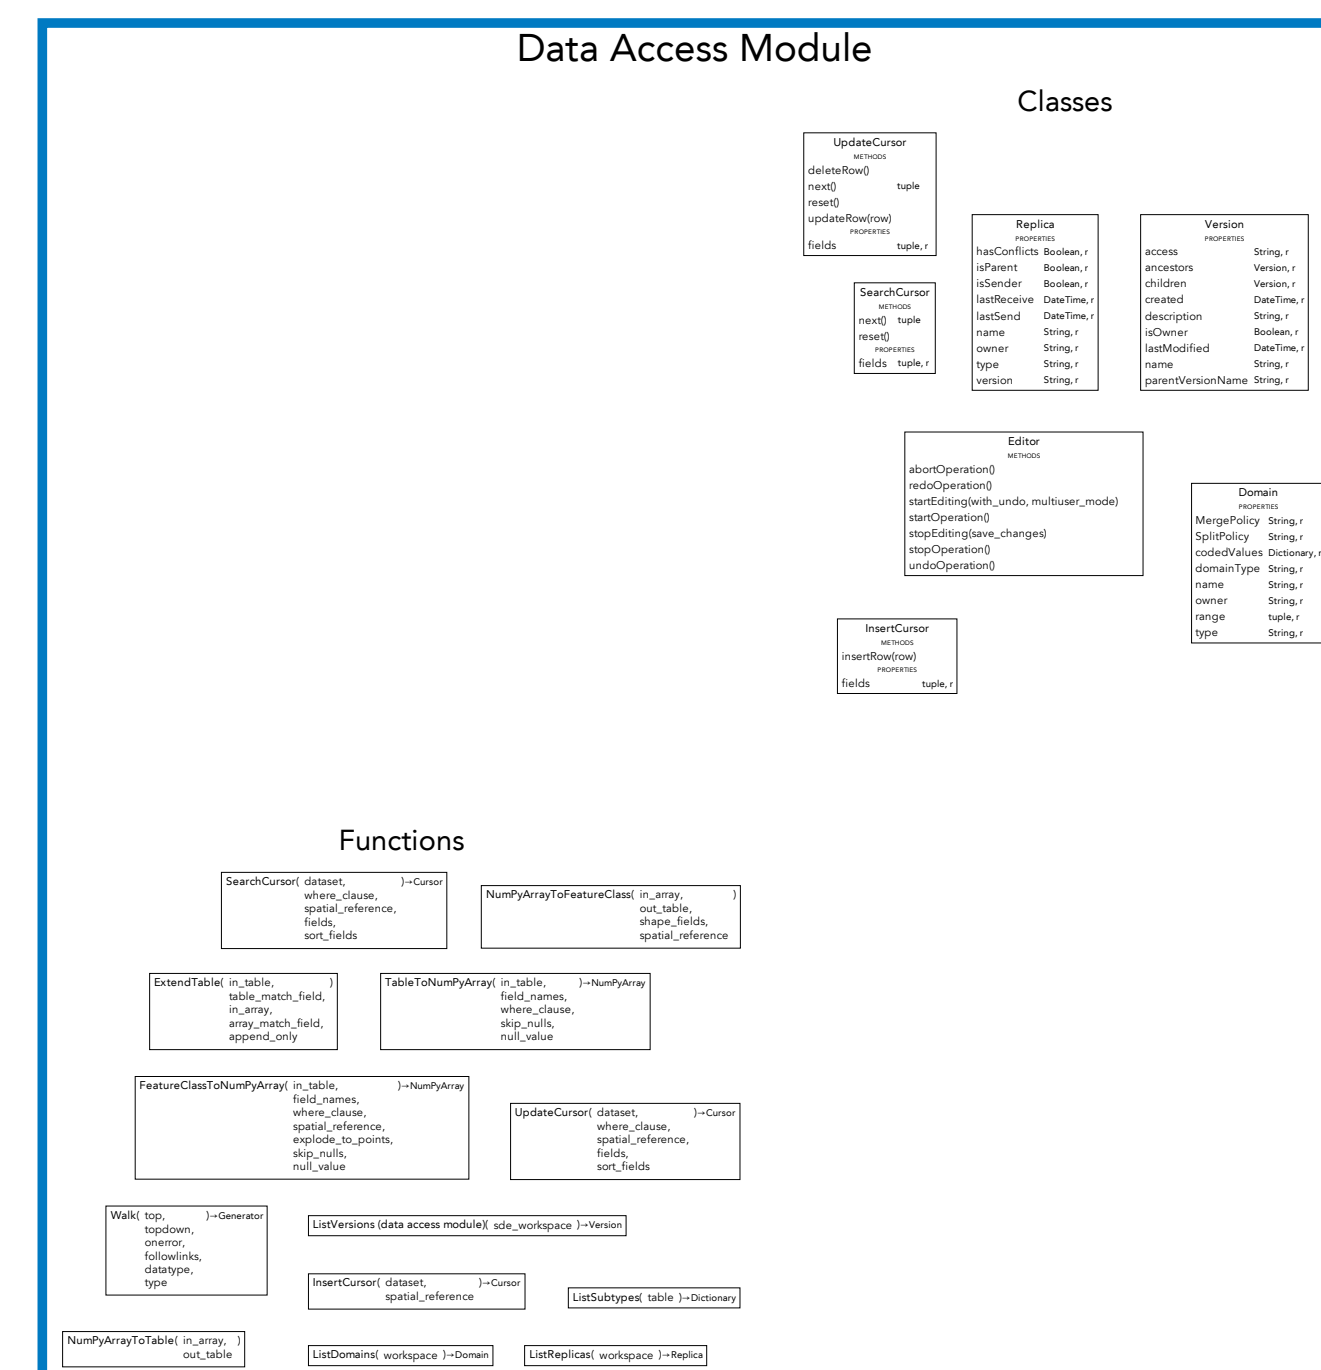 Data Access Module
Classes
UpdateCursor
METHODS
deleteRow()
next() tuple
reset()
updateRow(row)
PROPERTIES
fields tuple, r
Replica
PROPERTIES
hasConflicts Boolean, r
isParent Boolean, r
isSender Boolean, r
lastReceive DateTime, r
lastSend DateTime, r
name String, r
owner String, r
type String, r
version String, r
Version
PROPERTIES
access String, r
ancestors Version, r
children Version, r
created DateTime, r
description String, r
isOwner Boolean, r
lastModified DateTime, r
name String, r
parentVersionName String, r
SearchCursor
METHODS
next() tuple
reset()
PROPERTIES
fields tuple, r
Editor
METHODS
abortOperation()
redoOperation()
startEditing(with_undo, multiuser_mode)
startOperation()
stopEditing(save_changes)
stopOperation()
undoOperation()
Domain
PROPERTIES
MergePolicy String, r
SplitPolicy String, r
codedValues Dictionary, r
domainType String, r
name String, r
owner String, r
range tuple, r
type String, r
InsertCursor
METHODS
insertRow(row)
PROPERTIES
fields tuple, r
Functions
SearchCursor( dataset, )→Cursor
where_clause,
spatial_reference,
fields,
sort_fields
NumPyArrayToFeatureClass( in_array, )
out_table,
shape_fields,
spatial_reference
ExtendTable( in_table, )
table_match_field,
in_array,
array_match_field,
append_only
TableToNumPyArray( in_table, )→NumPyArray
field_names,
where_clause,
skip_nulls,
null_value
FeatureClassToNumPyArray( in_table, )→NumPyArray
field_names,
where_clause,
spatial_reference,
explode_to_points,
skip_nulls,
null_value
UpdateCursor( dataset, )→Cursor
where_clause,
spatial_reference,
fields,
sort_fields
Walk( top, )→Generator
topdown,
onerror,
followlinks,
datatype,
type
ListVersions (data access module)( sde_workspace )→Version
InsertCursor( dataset, )→Cursor
spatial_reference
ListSubtypes( table )→Dictionary
NumPyArrayToTable( in_array, )
out_table
ListDomains( workspace )→Domain
ListReplicas( workspace )→Replica